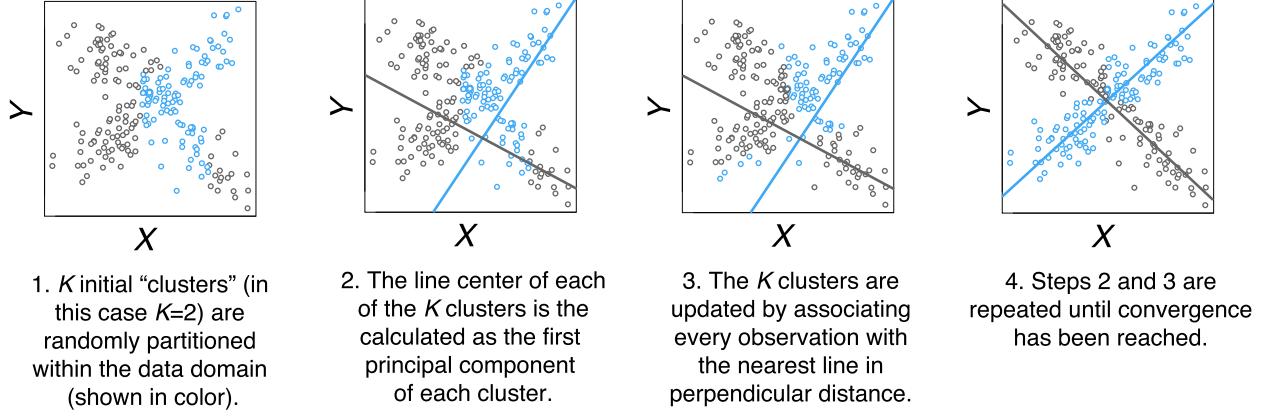 Y
X
1. K initial “clusters” (in
this case K=2) are
randomly partitioned
within the data domain
(shown in color).
Y
X
2. The line center of each
of the K clusters is the
calculated as the first
principal component
of each cluster.
Y
X
3. The K clusters are
updated by associating
every observation with
the nearest line in
perpendicular distance.
Y
X
4. Steps 2 and 3 are
repeated until convergence
has been reached.